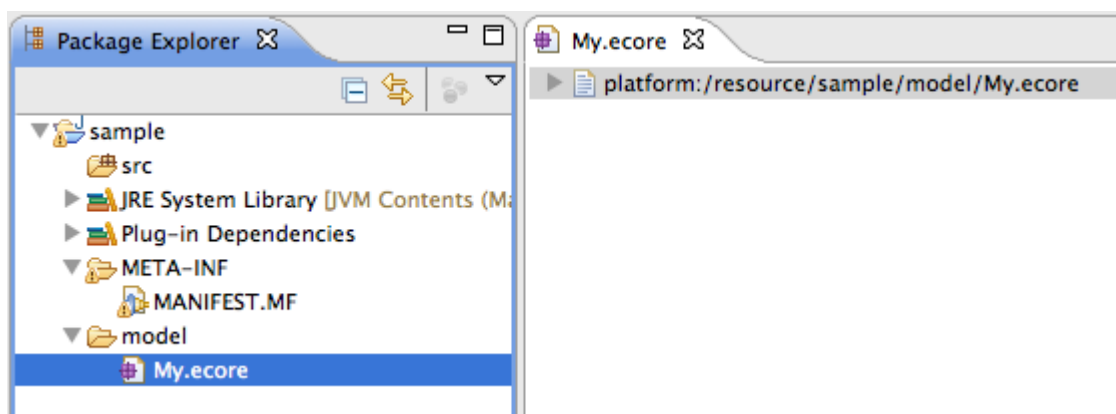 Package Explorer
sample
src
JRE System Library [JVM Contents (Ma
Plug-in Dependencies
META-INF
MANIFEST.MF
model
My.ecore
My.ecore
platform:/resource/sample/model/My.ecore